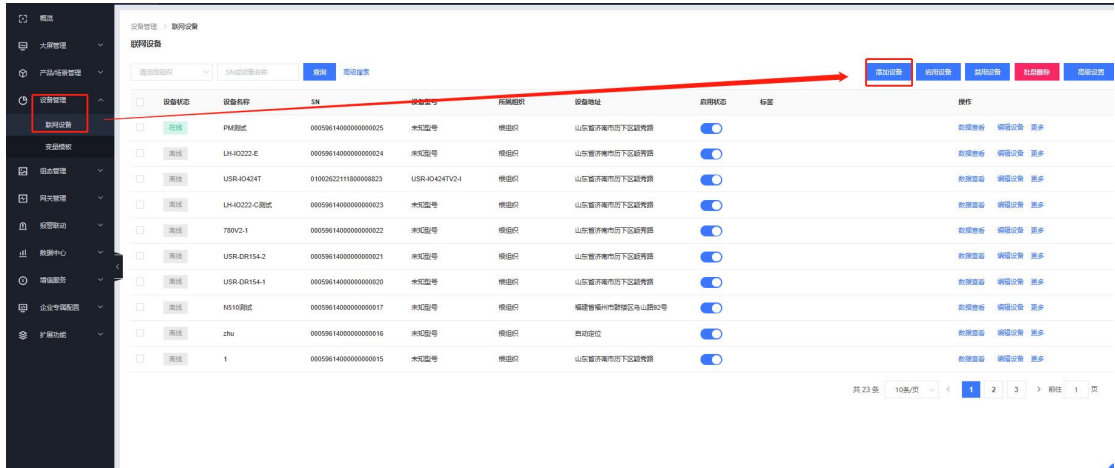 概览
大屏管理
产品/场景管理
设备管理
联网设备
变量模板
组态管理
网关管理
报警联动
数据中心
增值服务
企业专属配置
扩展功能
设备管理 > 联网设备
联网设备
请选择组织 SN或设备名称 查询 高级搜索 添加设备 启用设备 禁用设备 批量删除 高级设置
设备状态 设备名称 SN 设备型号 所属组织 设备地址 启用状态 标签 操作
在线 PM测试 00059614000000000025 未知型号 根组织 山东省济南市历下区颖秀路 数据查看 编辑设备 更多
离线 LH-IO222-E 00059614000000000024 未知型号 根组织 山东省济南市历下区颖秀路 数据查看 编辑设备 更多
离线 USR-IO424T 01002622111800008823 USR-IO424TV2-I 根组织 山东省济南市历下区颖秀路 数据查看 编辑设备 更多
离线 LH-IO222-C测试 00059614000000000023 未知型号 根组织 山东省济南市历下区颖秀路 数据查看 编辑设备 更多
离线 780V2-1 00059614000000000022 未知型号 根组织 山东省济南市历下区颖秀路 数据查看 编辑设备 更多
离线 USR-DR154-2 00059614000000000021 未知型号 根组织 山东省济南市历下区颖秀路 数据查看 编辑设备 更多
离线 USR-DR154-1 00059614000000000020 未知型号 根组织 山东省济南市历下区颖秀路 数据查看 编辑设备 更多
离线 N510测试 00059614000000000017 未知型号 根组织 福建省福州市鼓楼区乌山路92号 数据查看 编辑设备 更多
离线 zhu 00059614000000000016 未知型号 根组织 自动定位 数据查看 编辑设备 更多
离线 1 00059614000000000015 未知型号 根组织 山东省济南市历下区颖秀路 数据查看 编辑设备 更多
共 23 条 10条/页 < 1 2 3 > 前往 1 页